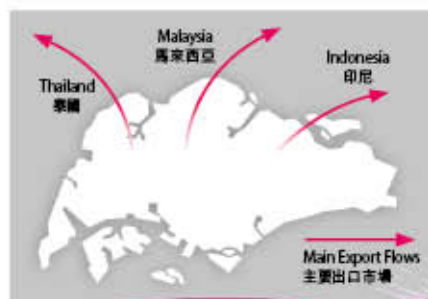 Malaysia
馬來西亞
Indonesia
印尼
Thailand
泰國
Main Export Flows
主要出口市場